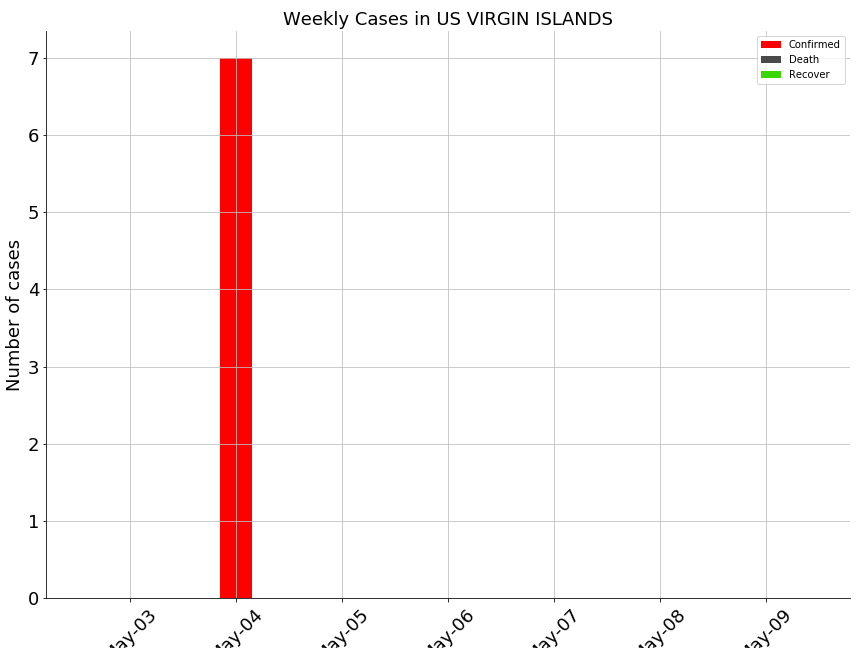 Weekly Cases in US VIRGIN ISLANDS
Confirmed
Death
Recover
Number of cases
7
6
5
4
3
2
1
0
May-03
May-04
May-05
May-06
May-07
May-08
May-09